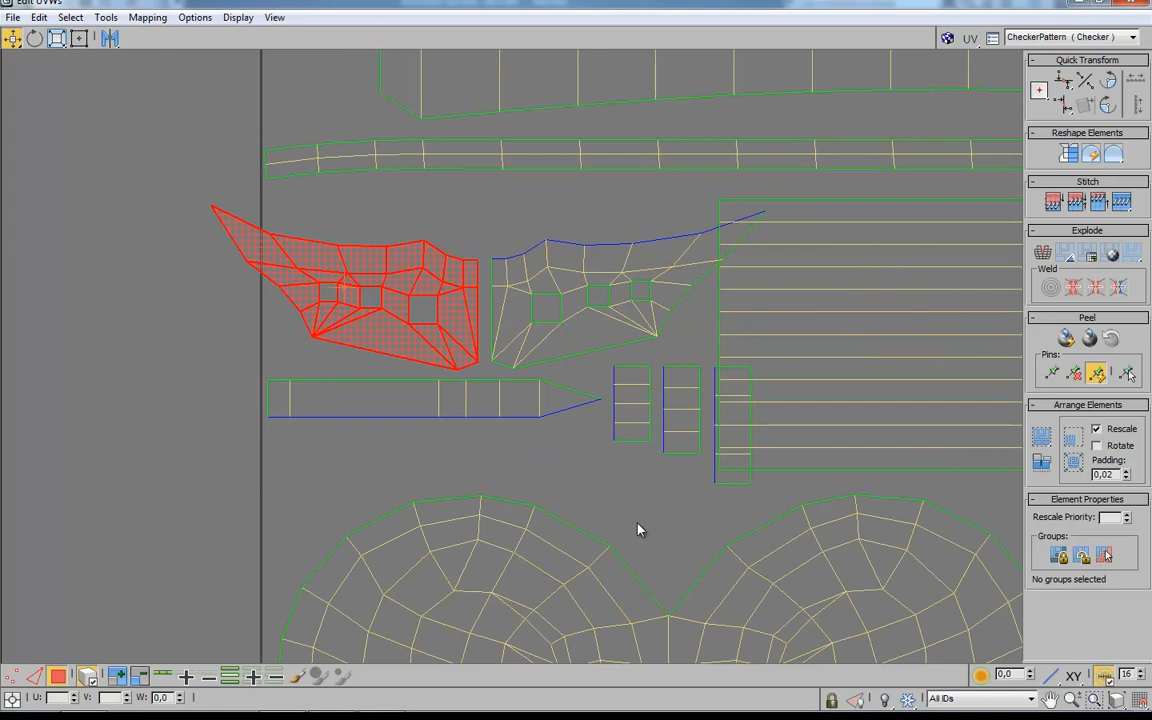 Edit UVWs
File Edit Select Tools Mapping Options Display View
UV CheckerPattern ( Checker )
Quick Transform
Reshape Elements
Stitch
Explode
Weld
Peel
Pins:
Arrange Elements
Rescale
Rotate
Padding:
0,02
Element Properties
Rescale Priority:
Groups:
No groups selected
0,0 XY 16
U: V: W: 0,0 All IDs